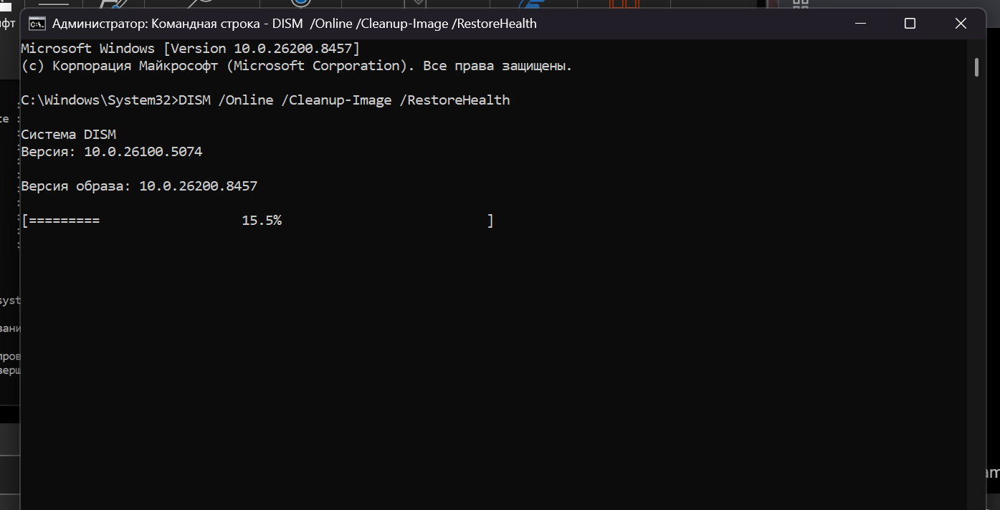 Администратор: Командная строка - DISM  /Online /Cleanup-Image /RestoreHealth
Microsoft Windows [Version 10.0.26200.8457]
(c) Корпорация Майкрософт (Microsoft Corporation). Все права защищены.
C:\Windows\System32>DISM /Online /Cleanup-Image /RestoreHealth
Cистема DISM
Версия: 10.0.26100.5074
Версия образа: 10.0.26200.8457
[=========                  15.5%                          ]